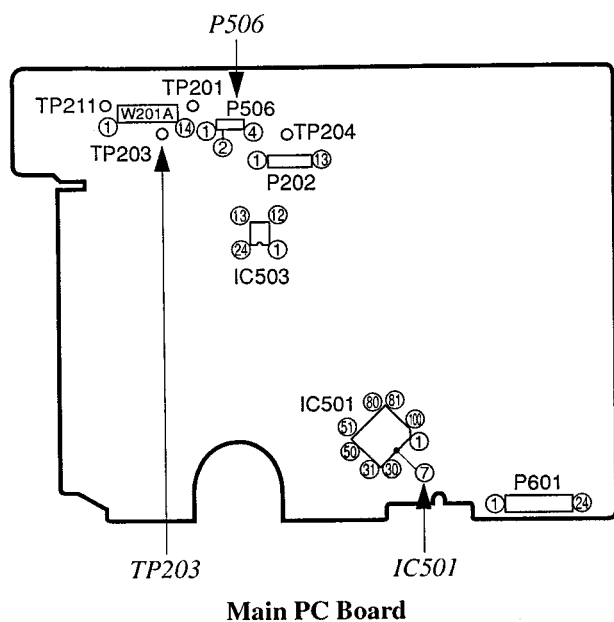 P506
TP201
TP211 W201A P506
1 14 1 4 TP204
TP203 2
1 13
P202
13 12
24 1
IC503
IC501 80 81
51 100
1
50
31 30 7
P601
1 24
TP203 IC501
Main PC Board